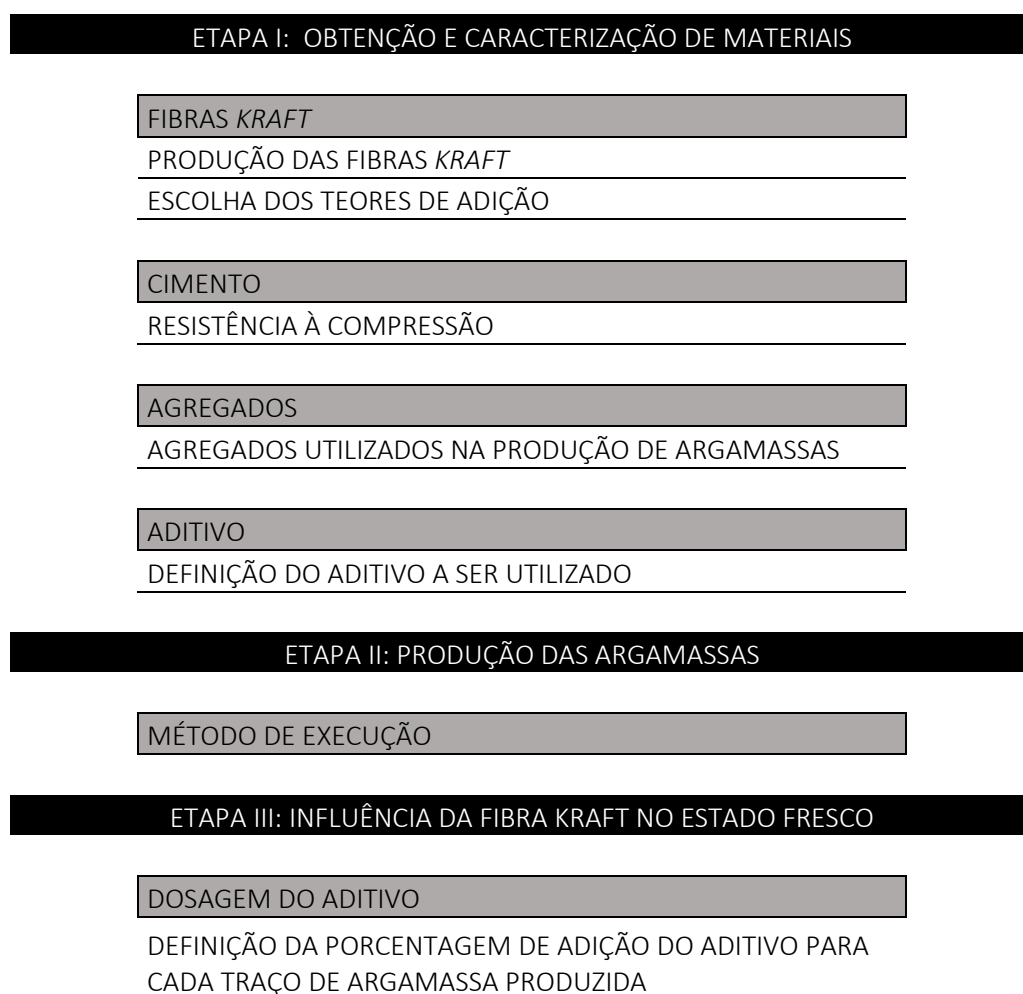 ETAPA I: OBTENÇÃO E CARACTERIZAÇÃO DE MATERIAIS
FIBRAS KRAFT
PRODUÇÃO DAS FIBRAS KRAFT
ESCOLHA DOS TEORES DE ADIÇÃO
CIMENTO
RESISTÊNCIA À COMPRESSÃO
AGREGADOS
AGREGADOS UTILIZADOS NA PRODUÇÃO DE ARGAMASSAS
ADITIVO
DEFINIÇÃO DO ADITIVO A SER UTILIZADO
ETAPA II: PRODUÇÃO DAS ARGAMASSAS
MÉTODO DE EXECUÇÃO
ETAPA III: INFLUÊNCIA DA FIBRA KRAFT NO ESTADO FRESCO
DOSAGEM DO ADITIVO
DEFINIÇÃO DA PORCENTAGEM DE ADIÇÃO DO ADITIVO PARA
CADA TRAÇO DE ARGAMASSA PRODUZIDA